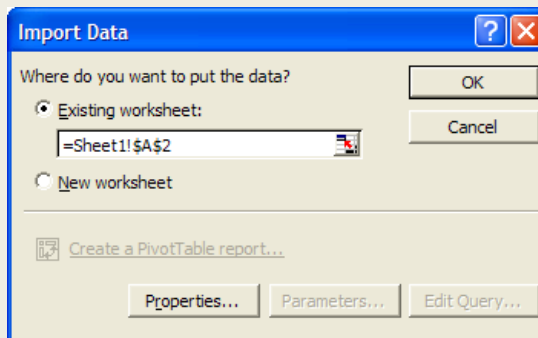 Import Data
Where do you want to put the data?
OK
Existing worksheet:
Cancel
=Sheet1!$A$2
New worksheet
Create a PivotTable report...
Properties... Parameters... Edit Query...